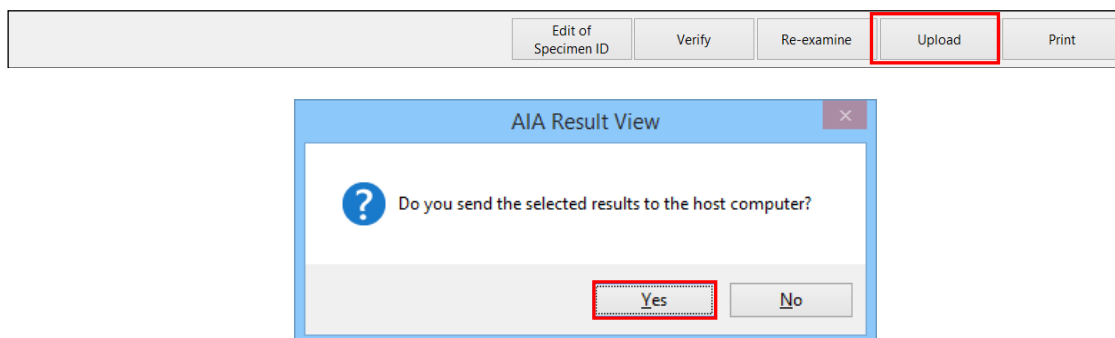 Edit of
Specimen ID
Verify
Re-examine
Upload
Print
AIA Result View
Do you send the selected results to the host computer?
Yes
No